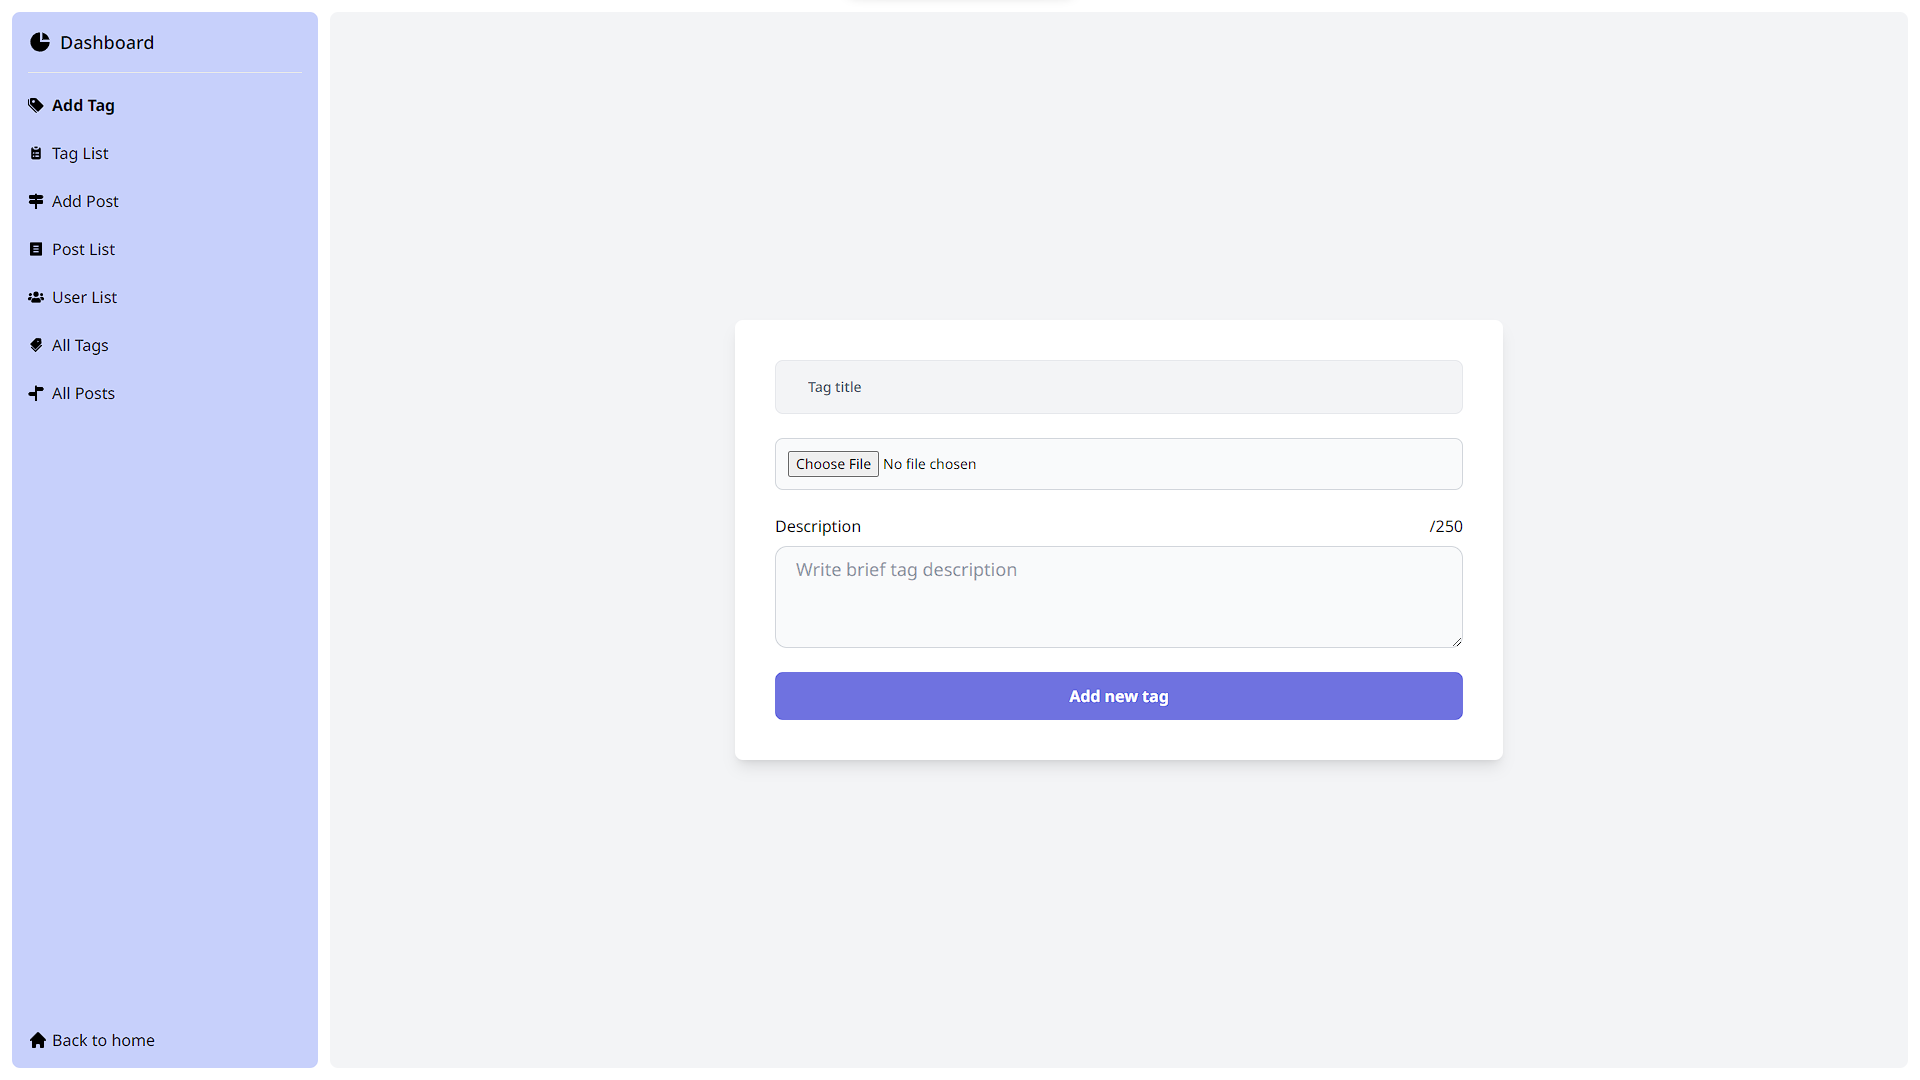 Dashboard
Add Tag
Tag List
Add Post
Post List
User List
All Tags
All Posts
Back to home
Tag title
Choose File No file chosen
Description /250
Write brief tag description
Add new tag